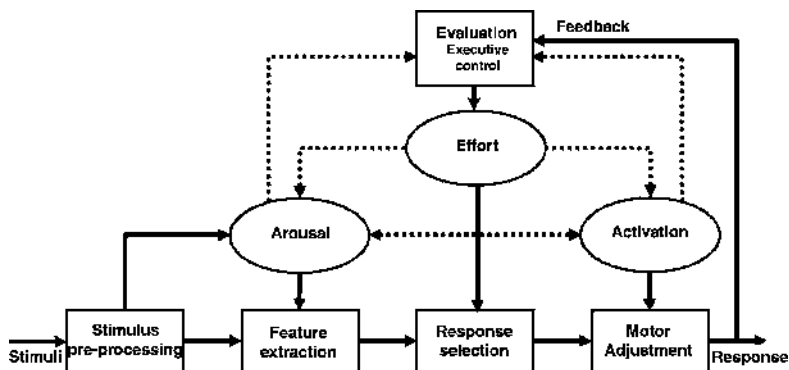 Evaluation
Executive
control
Feedback
Effort
Arousal
Activation
Stimuli
Stimulus
pre-processing
Feature
extraction
Response
selection
Motor
Adjustment
Response